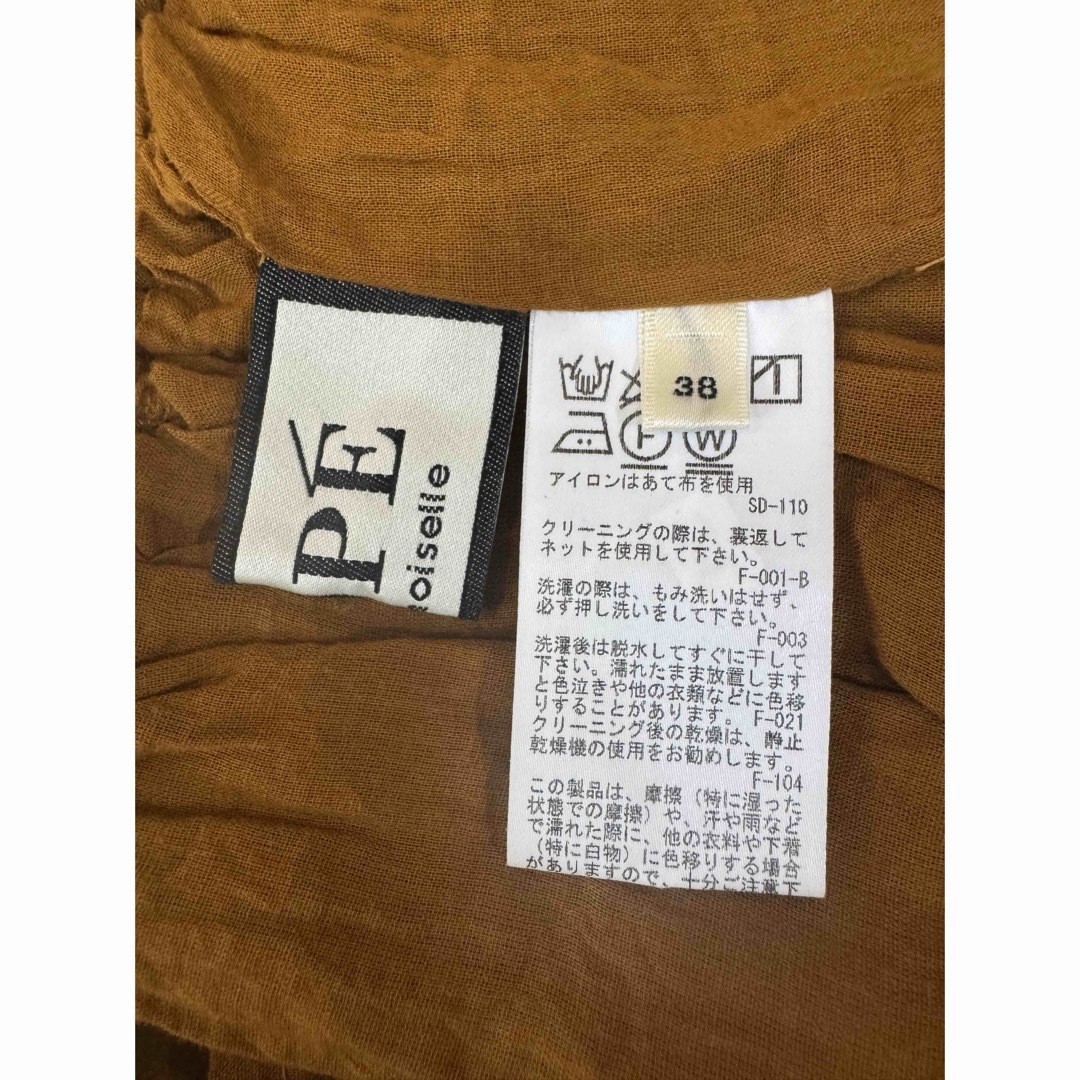 PE
oiselle
38
F
W
アイロンはあて布を使用
SD-110
クリーニングの際は、裏返して
ネットを使用して下さい。
F-001-B
洗濯の際は、もみ洗いはせず、
必ず押し洗いをして下さい。
F-003
洗濯後は脱水してすぐに干して
下さい。濡れたまま放置します
と色泣きや他の衣類などに色移
りすることがあります。 F-021
クリーニング後の乾燥は、静止
乾燥機の使用をお勧めします。
F-104
この製品は、摩擦（特に湿った
状態での摩擦）や、汗や雨など
で濡れた際に、他の衣料や下着
（特に白物）に色移りする場合
がありますので、十分ご注意下